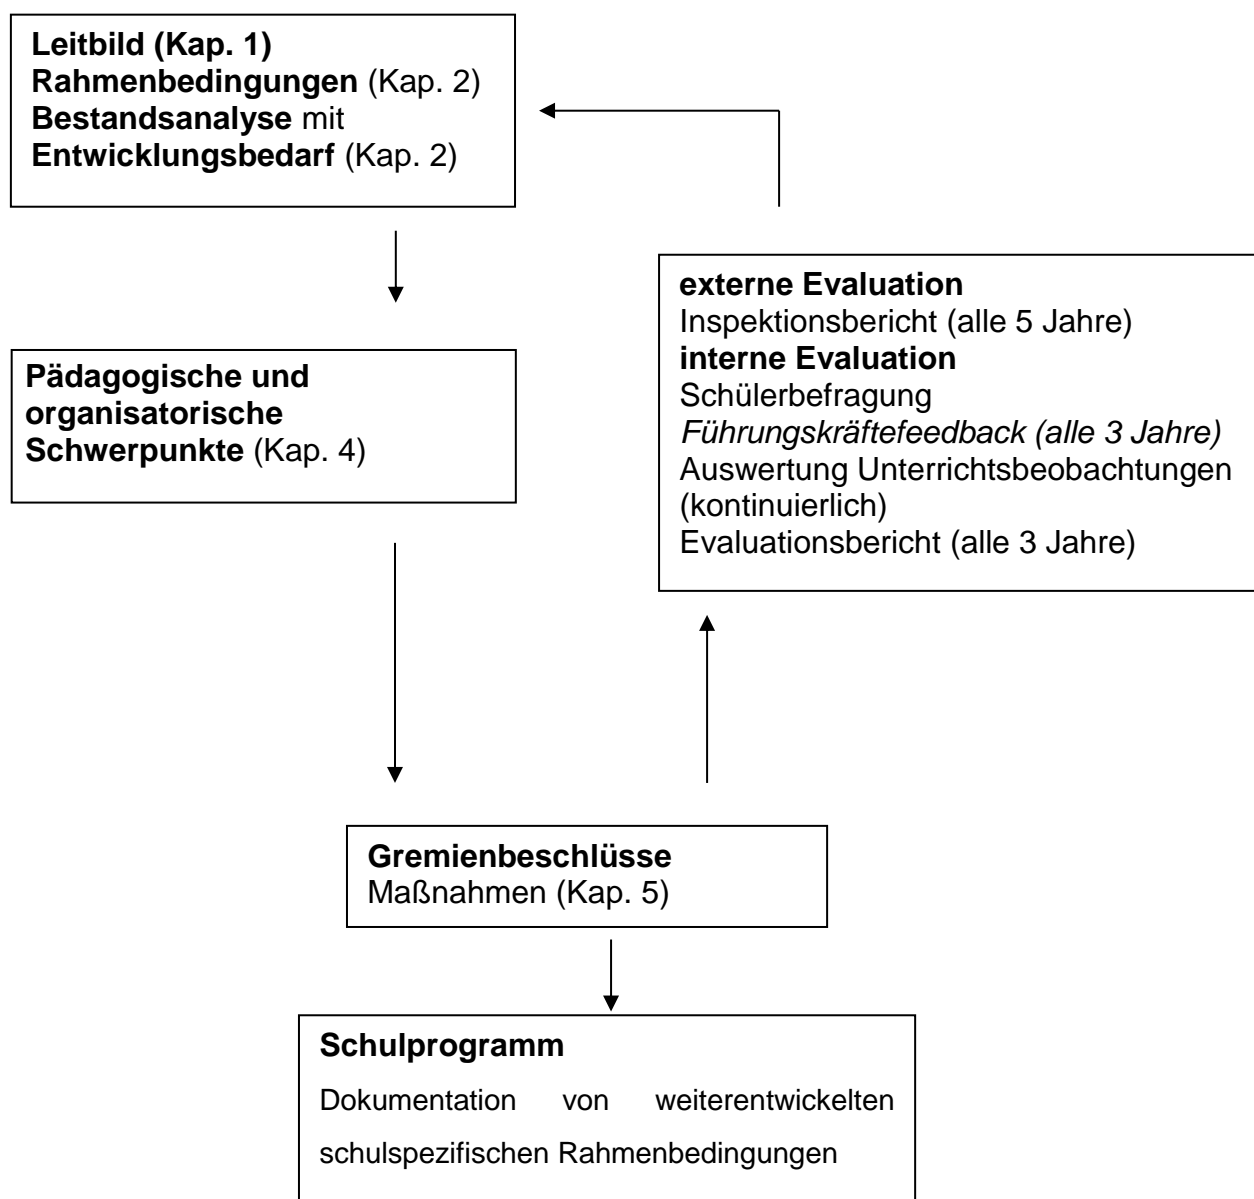 Leitbild (Kap. 1)
Rahmenbedingungen (Kap. 2)
Bestandsanalyse mit
Entwicklungsbedarf (Kap. 2)
externe Evaluation
Inspektionsbericht (alle 5 Jahre)
interne Evaluation
Schülerbefragung
Führungskräftefeedback (alle 3 Jahre)
Auswertung Unterrichtsbeobachtungen
(kontinuierlich)
Evaluationsbericht (alle 3 Jahre)
Pädagogische und
organisatorische
Schwerpunkte (Kap. 4)
Gremienbeschlüsse
Maßnahmen (Kap. 5)
Schulprogramm
Dokumentation von weiterentwickelten
schulspezifischen Rahmenbedingungen